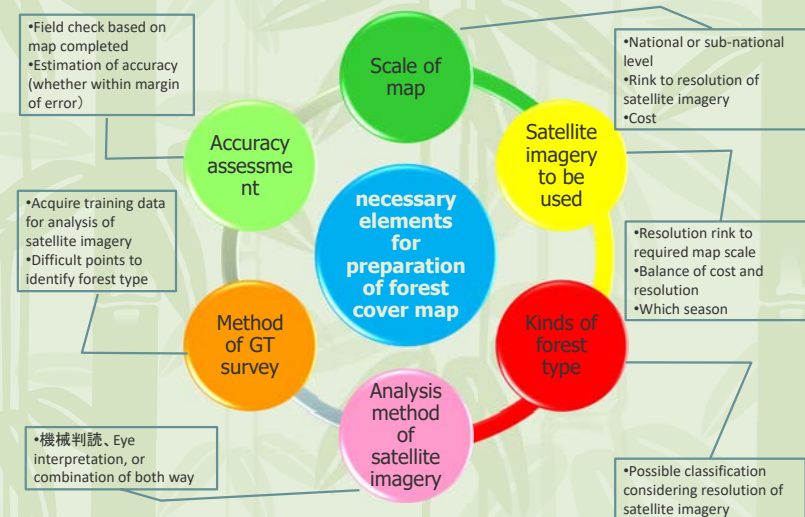 •Field check based on
map completed
•Estimation of accuracy
(whether within margin
of error）
Scale of
map
•National or sub-national
level
•Rink to resolution of
satellite imagery
•Cost
Accuracy
assessme
nt
Satellite
imagery
to be
used
necessary
elements
for
preparation
of forest
cover map
•Acquire training data
for analysis of
satellite imagery
•Difficult points to
identify forest type
•Resolution rink to
required map scale
•Balance of cost and
resolution
•Which season
Method
of GT
survey
Kinds of
forest
type
Analysis
method
of
satellite
imagery
•機械判読、Eye
interpretation, or
combination of both way
•Possible classification
considering resolution of
satellite imagery